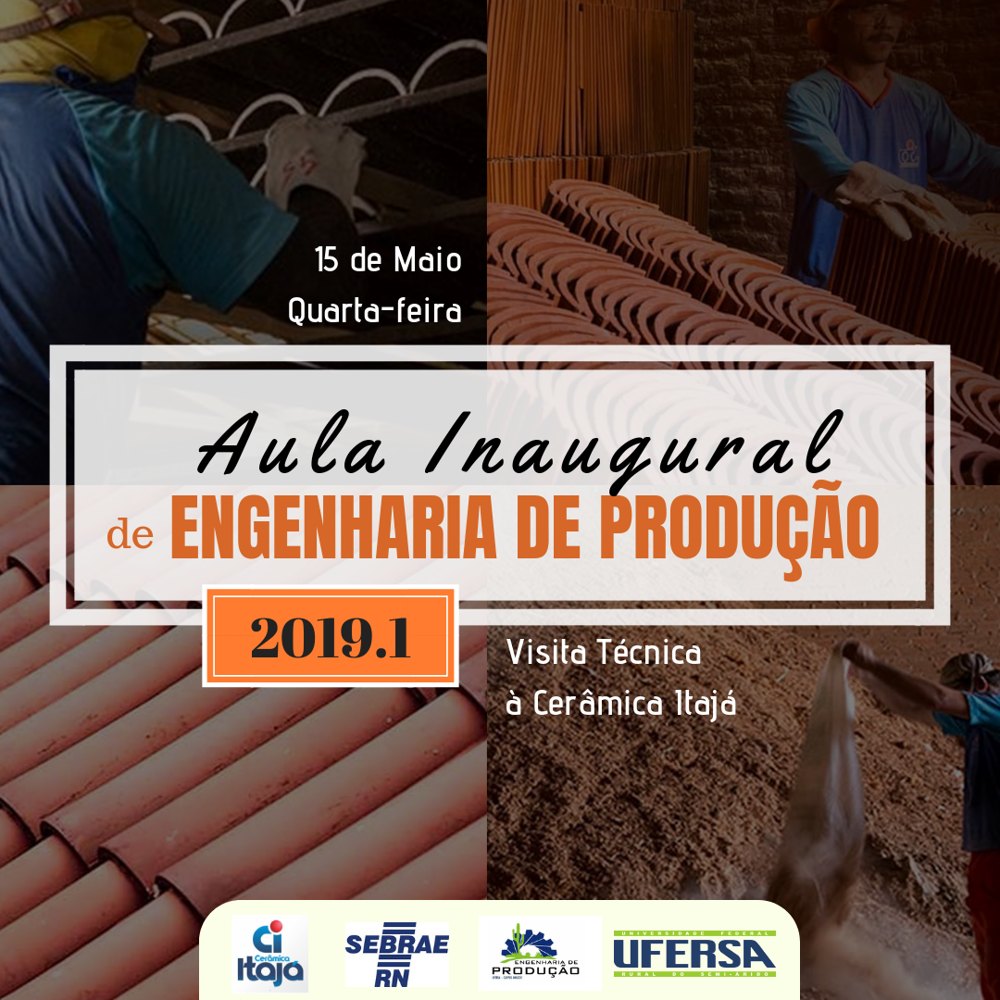 15 de Maio
Quarta-feira
Aula Inaugural
de ENGENHARIA DE PRODUÇÃO
2019.1
Visita Técnica
à Cerâmica Itajá
Ci
Cerâmica
Itajá
SEBRAE
RN
ENGENHARIA DE
PRODUÇÃO
UNIVERSIDADE FEDERAL
UFERSA
RURAL DO SEMI-ÁRIDO